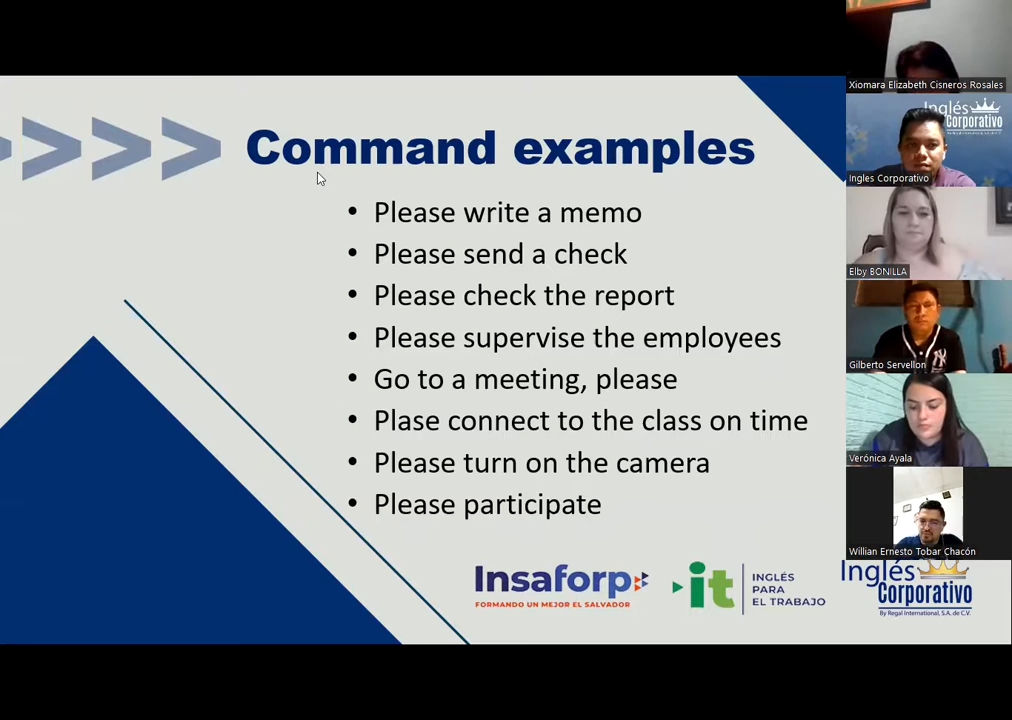 Command examples
• Please write a memo
• Please send a check
• Please check the report
• Please supervise the employees
• Go to a meeting, please
• Plase connect to the class on time
• Please turn on the camera
• Please participate
Insaforp
FORMANDO UN MEJOR EL SALVADOR
it
INGLÉS
PARA
EL TRABAJO
Inglés
Corporativo
By Regal International, S.A. de C.V.
Xiomara Elizabeth Cisneros Rosales
Inglés
Corporativo
Ingles Corporativo
Elby BONILLA
Gilberto Servellon
Verónica Ayala
Willian Ernesto Tobar Chacón